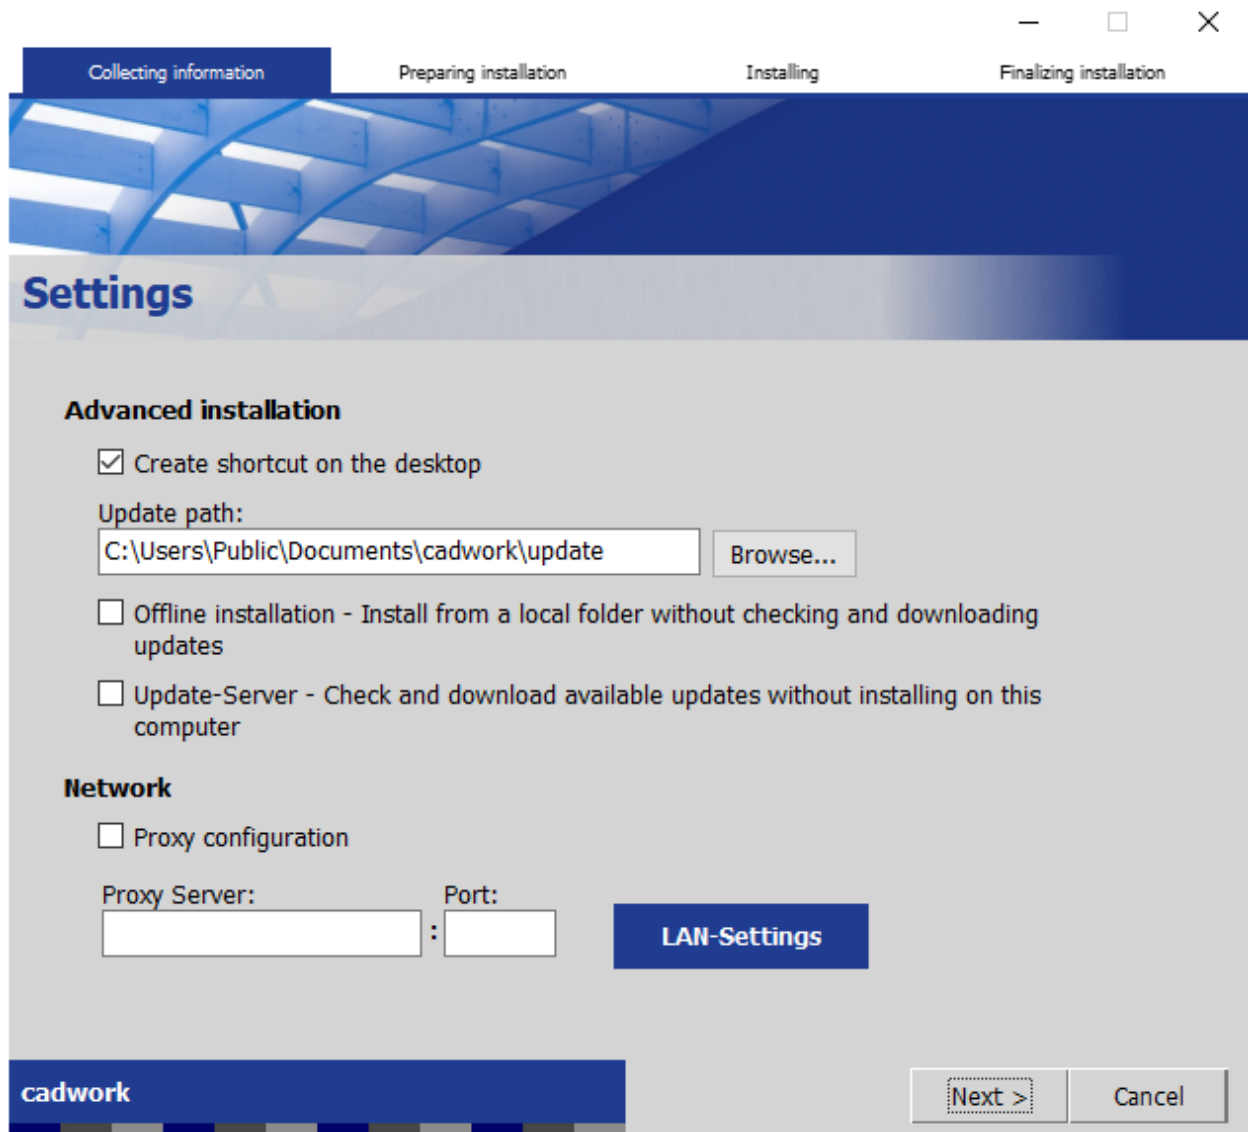 Collecting information Preparing installation Installing Finalizing installation
Settings
Advanced installation
Create shortcut on the desktop
Update path:
C:\Users\Public\Documents\cadwork\update Browse...
Offline installation - Install from a local folder without checking and downloading
updates
Update-Server - Check and download available updates without installing on this
computer
Network
Proxy configuration
Proxy Server: Port:
:
LAN-Settings
cadwork Next > Cancel